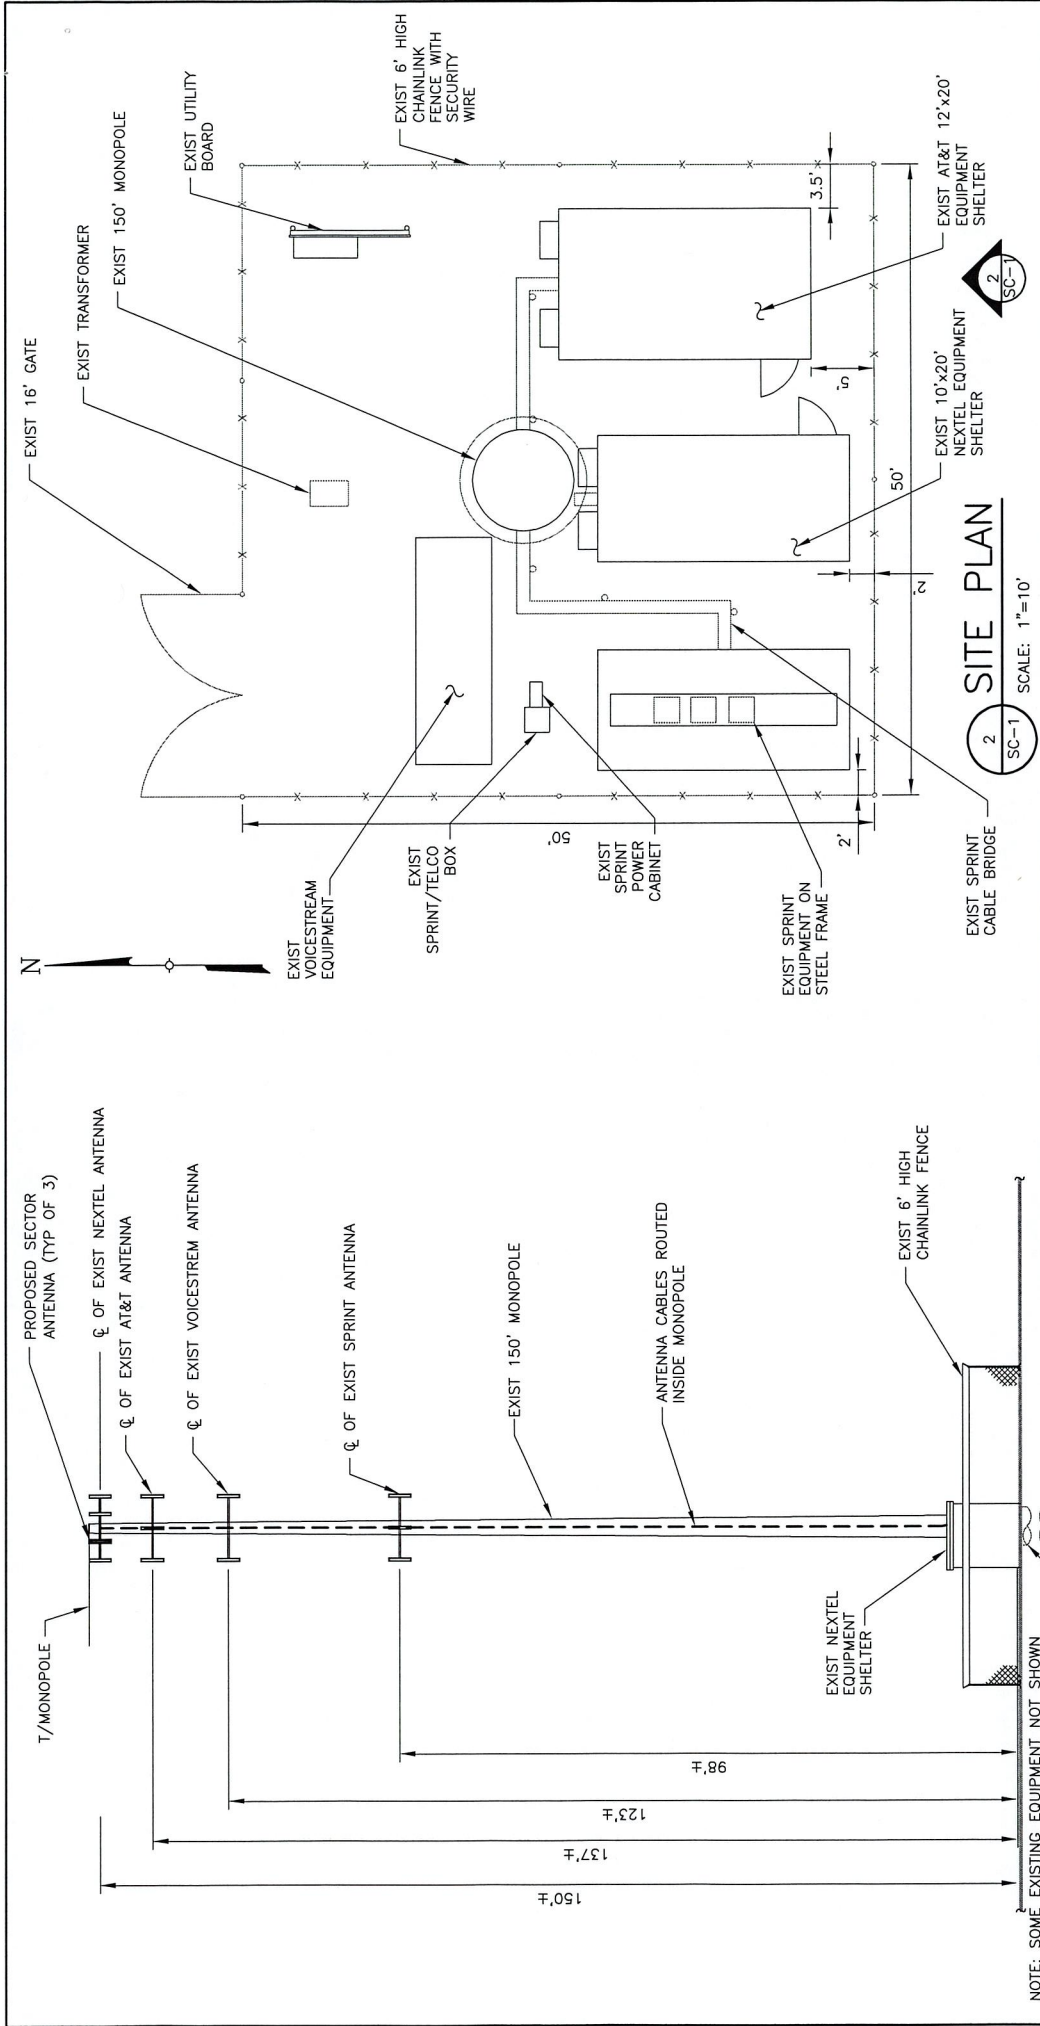 T/MONOPOLE
PROPOSED SECTOR
ANTENNA (TYP OF 3)
℄ OF EXIST NEXTEL ANTENNA
℄ OF EXIST AT&T ANTENNA
℄ OF EXIST VOICESTREM ANTENNA
℄ OF EXIST SPRINT ANTENNA
EXIST 150' MONOPOLE
ANTENNA CABLES ROUTED
INSIDE MONOPOLE
EXIST 6' HIGH
CHAINLINK FENCE
EXIST NEXTEL
EQUIPMENT
SHELTER
150'±
137'±
123'±
98'±
NOTE: SOME EXISTING EQUIPMENT NOT SHOWN
N
EXIST 16' GATE
EXIST TRANSFORMER
EXIST 150' MONOPOLE
EXIST UTILITY
BOARD
EXIST 6' HIGH
CHAINLINK
FENCE WITH
SECURITY
WIRE
EXIST
VOICESTREAM
EQUIPMENT
EXIST
SPRINT/TELCO
BOX
EXIST
SPRINT
POWER
CABINET
EXIST SPRINT
EQUIPMENT ON
STEEL FRAME
EXIST SPRINT
CABLE BRIDGE
50'
2'
2'
50'
5'
3.5'
EXIST 10'x20'
NEXTEL EQUIPMENT
SHELTER
EXIST AT&T 12'x20'
EQUIPMENT
SHELTER
2
SC-1
2
SC-1
SITE PLAN
SCALE: 1"=10'